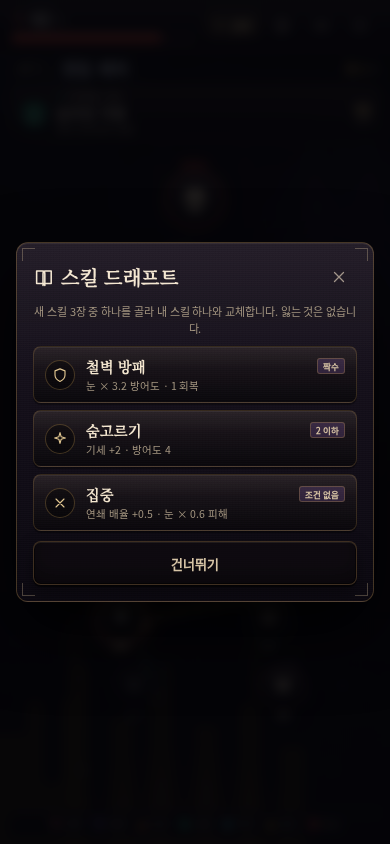 스킬 드래프트
새 스킬 3장 중 하나를 골라 내 스킬 하나와 교체합니다. 잃는 것은 없습니
다.
철벽 방패
짝수
눈 × 3.2 방어도 · 1 회복
숨고르기
2 이하
기세 +2 · 방어도 4
집중
조건 없음
연쇄 배율 +0.5 · 눈 × 0.6 피해
건너뛰기